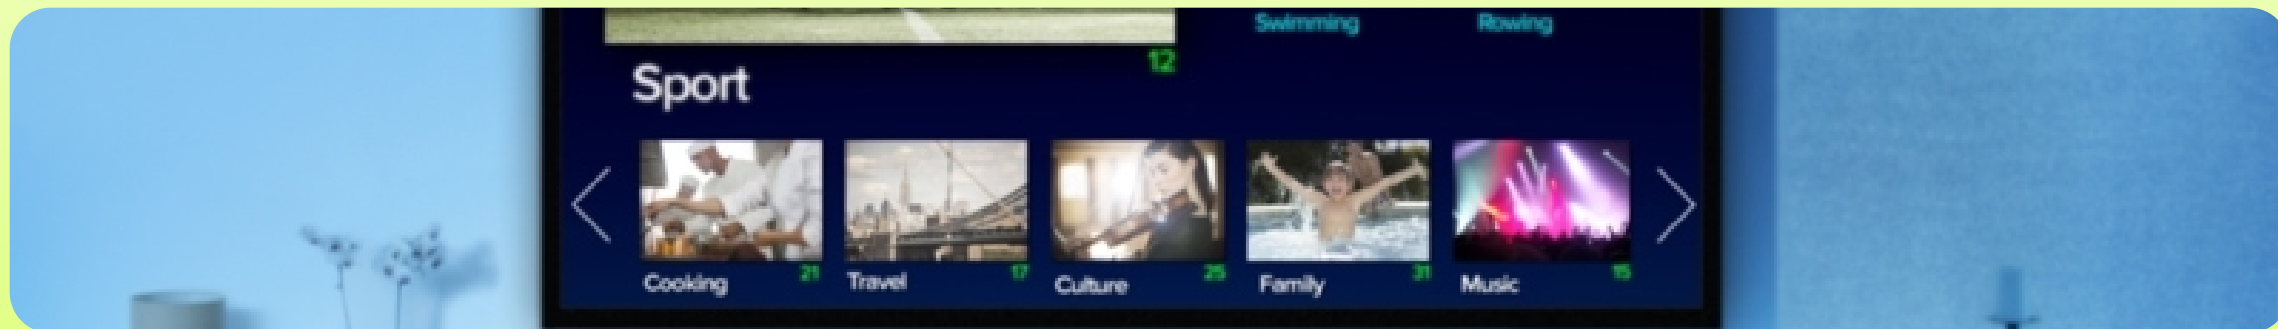 Swimming
Rowing
12
Sport
21
17
25
31
15
Cooking
Travel
Culture
Family
Music